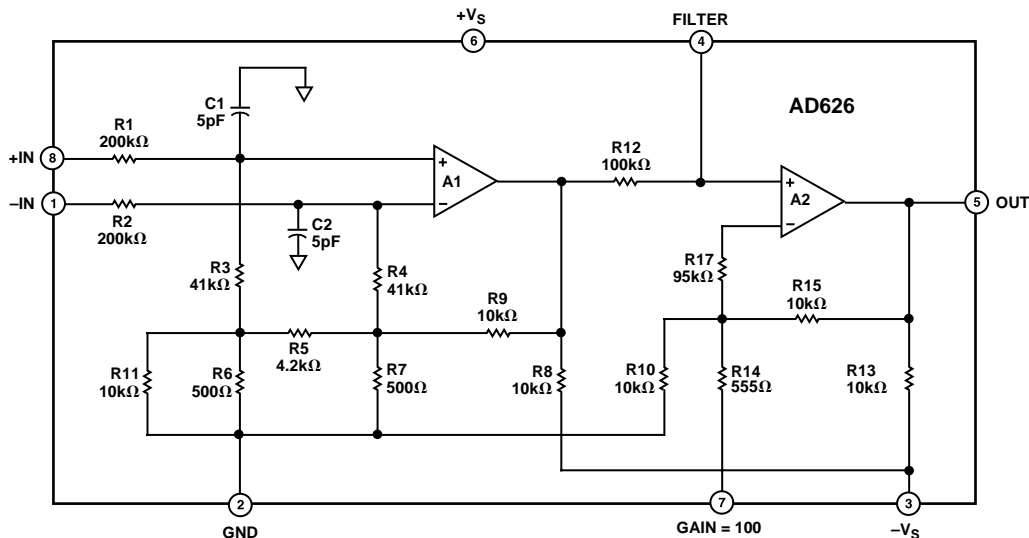 +VS
6
FILTER
4
AD626
C1
5pF
R1
200kΩ
+IN
8
−IN
1
R2
200kΩ
+
A1
−
C2
5pF
R12
100kΩ
+
A2
−
5
OUT
R3
41kΩ
R4
41kΩ
R17
95kΩ
R9
10kΩ
R15
10kΩ
R5
4.2kΩ
R11
10kΩ
R6
500Ω
R7
500Ω
R8
10kΩ
R10
10kΩ
R14
555Ω
R13
10kΩ
2
GND
7
GAIN = 100
3
−VS